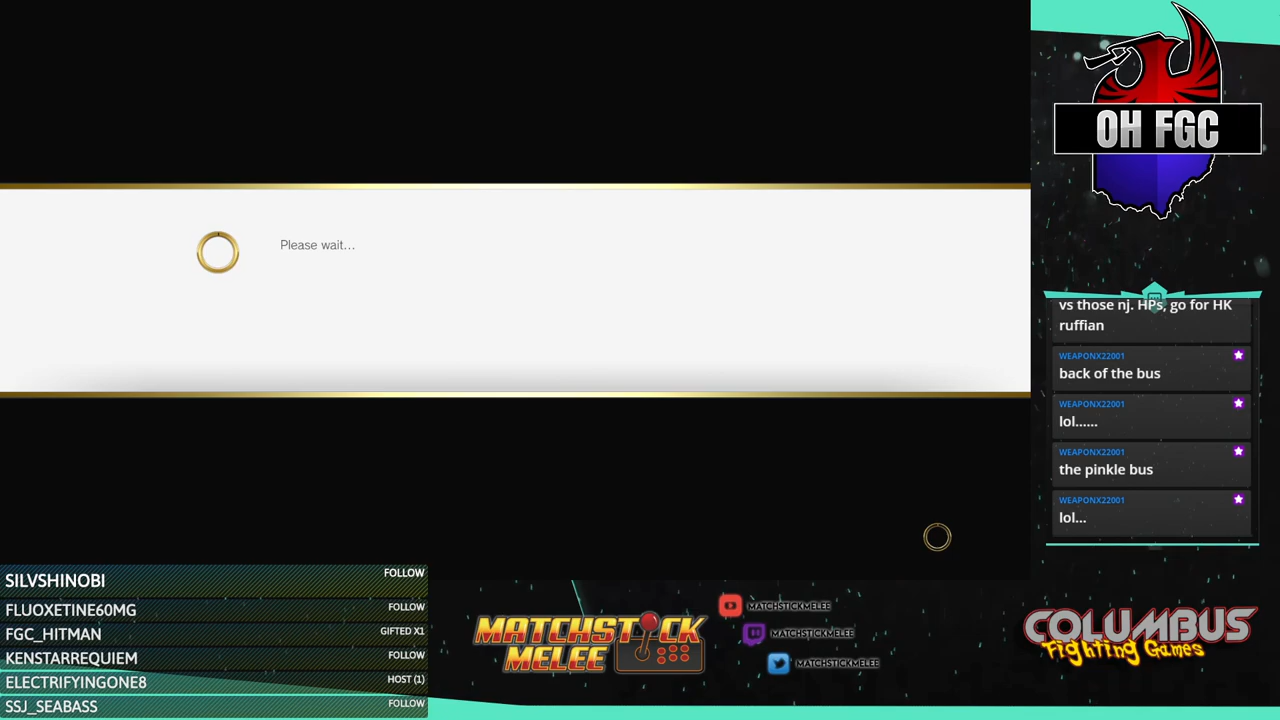 OH FGC
Please wait...
vs those nj. HPs, go for HK
ruffian
WEAPONX22001
back of the bus
WEAPONX22001
lol......
WEAPONX22001
the pinkle bus
WEAPONX22001
lol...
SILVSHINOBI FOLLOW
FLUOXETINE60MG FOLLOW
FGC_HITMAN GIFTED X1
KENSTARREQUIEM FOLLOW
ELECTRIFYINGONE8 HOST (1)
SSJ_SEABASS FOLLOW
MATCHSTICK
MELEE
MATCHSTICKMELEE
MATCHSTICKMELEE
MATCHSTICKMELEE
COLUMBUS
Fighting Games